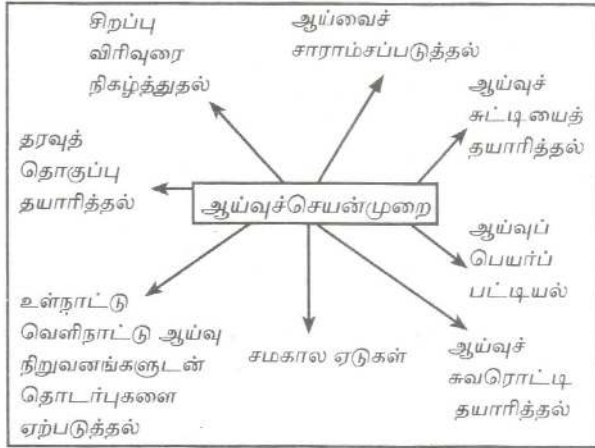 சிறப்பு
விரிவுரை
நிகழ்த்துதல்
ஆய்வைச்
சாராம்சப்படுத்தல்
ஆய்வுச்
சுட்டியைத்
தயாரித்தல்
தரவுத்
தொகுப்பு
தயாரித்தல்
ஆய்வுச்செயன்முறை
ஆய்வுப்
பெயர்ப்
பட்டியல்
உள்நாட்டு
வெளிநாட்டு ஆய்வு
நிறுவனங்களுடன்
தொடர்புகளை
ஏற்படுத்தல்
சமகால ஏடுகள்
ஆய்வுச்
சுவரொட்டி
தயாரித்தல்